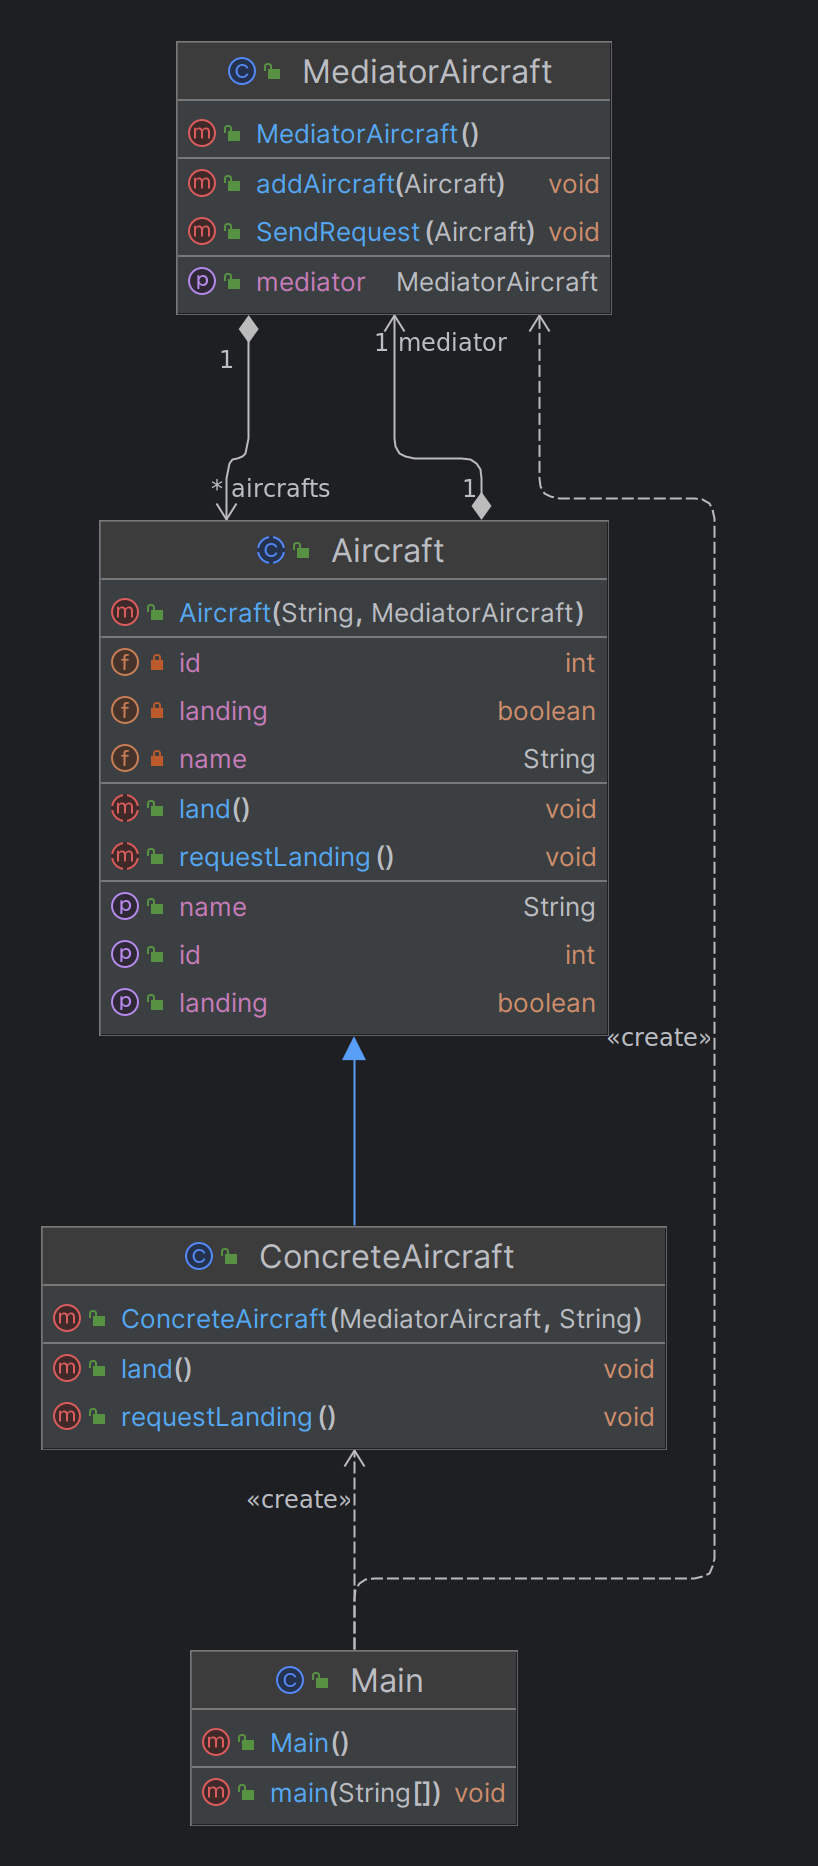 MediatorAircraft
MediatorAircraft()
addAircraft(Aircraft) void
SendRequest(Aircraft) void
mediator MediatorAircraft
1
1 mediator
* aircrafts
1
Aircraft
Aircraft(String, MediatorAircraft)
id int
landing boolean
name String
land() void
requestLanding() void
name String
id int
landing boolean
«create»
ConcreteAircraft
ConcreteAircraft(MediatorAircraft, String)
land() void
requestLanding() void
«create»
Main
Main()
main(String[]) void